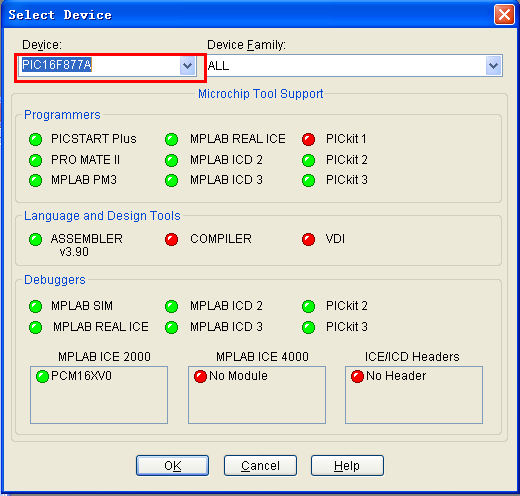 Select Device
Device: Device Family:
PIC16F877A ALL
Microchip Tool Support
Programmers
PICSTART Plus MPLAB REAL ICE PICkit 1
PRO MATE II MPLAB ICD 2 PICkit 2
MPLAB PM3 MPLAB ICD 3 PICkit 3
Language and Design Tools
ASSEMBLER COMPILER VDI
v3.90
Debuggers
MPLAB SIM MPLAB ICD 2 PICkit 2
MPLAB REAL ICE MPLAB ICD 3 PICkit 3
MPLAB ICE 2000 MPLAB ICE 4000 ICE/ICD Headers
PCM16XV0 No Module No Header
OK Cancel Help